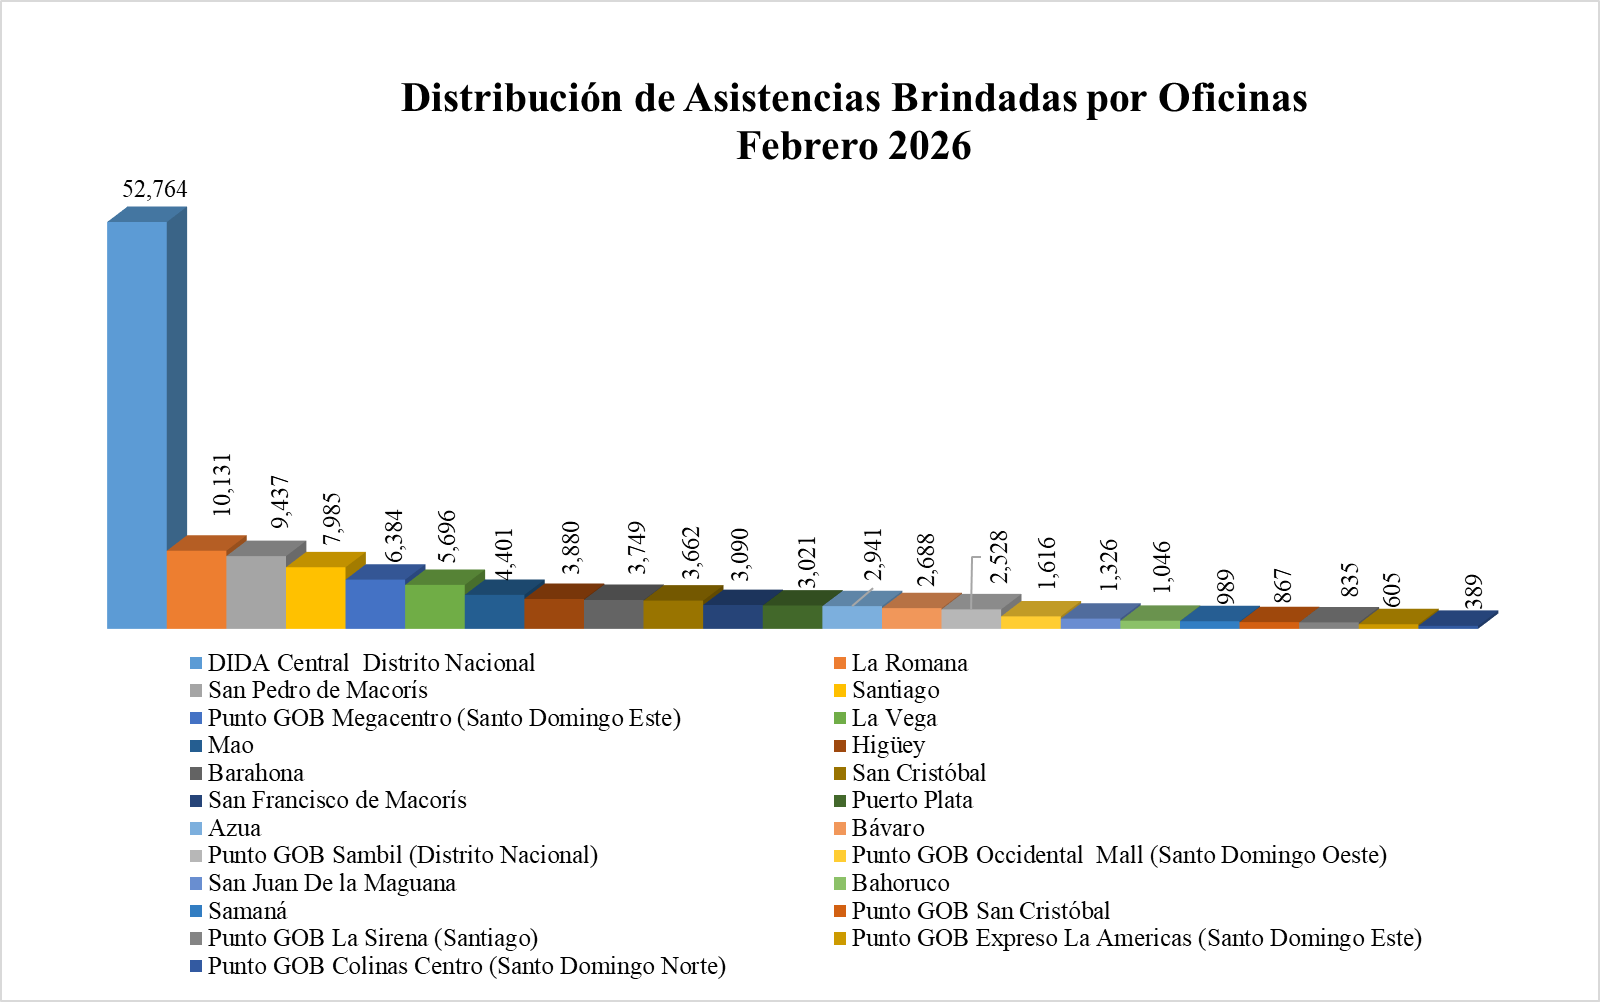 Distribución de Asistencias Brindadas por Oficinas
Febrero 2026
52,764
10,131
9,437
7,985
6,384
5,696
4,401
3,880
3,749
3,662
3,090
3,021
2,941
2,688
2,528
1,616
1,326
1,046
989
867
835
605
389
DIDA Central  Distrito Nacional
La Romana
San Pedro de Macorís
Santiago
Punto GOB Megacentro (Santo Domingo Este)
La Vega
Mao
Higüey
Barahona
San Cristóbal
San Francisco de Macorís
Puerto Plata
Azua
Bávaro
Punto GOB Sambil (Distrito Nacional)
Punto GOB Occidental  Mall (Santo Domingo Oeste)
San Juan De la Maguana
Bahoruco
Samaná
Punto GOB San Cristóbal
Punto GOB La Sirena (Santiago)
Punto GOB Expreso La Americas (Santo Domingo Este)
Punto GOB Colinas Centro (Santo Domingo Norte)